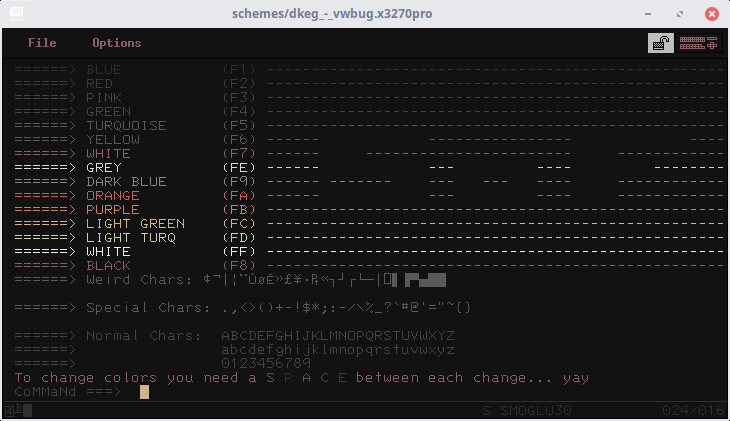 schemes/dkeg_-_vwbug.x3270pro
File Options
======> BLUE (F1) --------------------------------------------------
======> RED (F2) --------------------------------------------------
======> PINK (F3) --------------------------------------------------
======> GREEN (F4) --------------------------------------------------
======> TURQUOISE (F5) --------------------------------------------------
======> YELLOW (F6) ------ ---------------- ------------
======> WHITE (F7) ------ --- --- ------------
======> GREY (FE) ------ --- --- --------
======> DARK BLUE (F9) ------ --- --- --- ------------
======> ORANGE (FA) ------ --- --- ------------
======> PURPLE (FB) --------------------------------------------------
======> LIGHT GREEN (FC) --------------------------------------------------
======> LIGHT TURQ (FD) --------------------------------------------------
======> WHITE (FF) --------------------------------------------------
======> BLACK (F8) --------------------------------------------------
======> Weird Chars: ¢¬|¦¨ÛøÊ»£¥·₧«┐┘┌└─│
======> Special Chars: .,<>()+-!$*;:-/\%_?`#@'="~{}
======> Normal Chars: ABCDEFGHIJKLMNOPQRSTUVWXYZ
======> abcdefghijklmnopqrstuvwxyz
======> 0123456789
To change colors you need a S P A C E between each change... yay
CoMMaNd ===>
4 B S SMOGLU30 024/016